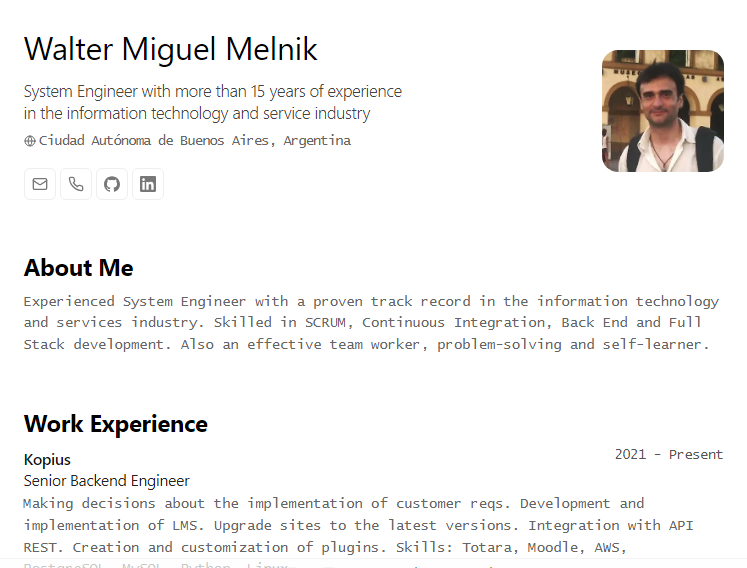 Walter Miguel Melnik
System Engineer with more than 15 years of experience
in the information technology and service industry
Ciudad Autónoma de Buenos Aires, Argentina
in
About Me
Experienced System Engineer with a proven track record in the information technology
and services industry. Skilled in SCRUM, Continuous Integration, Back End and Full
Stack development. Also an effective team worker, problem-solving and self-learner.
Work Experience
Kopius
2021 - Present
Senior Backend Engineer
Making decisions about the implementation of customer reqs. Development and
implementation of LMS. Upgrade sites to the latest versions. Integration with API
REST. Creation and customization of plugins. Skills: Totara, Moodle, AWS,
PostgreSQL, MySQL, Python, Linux